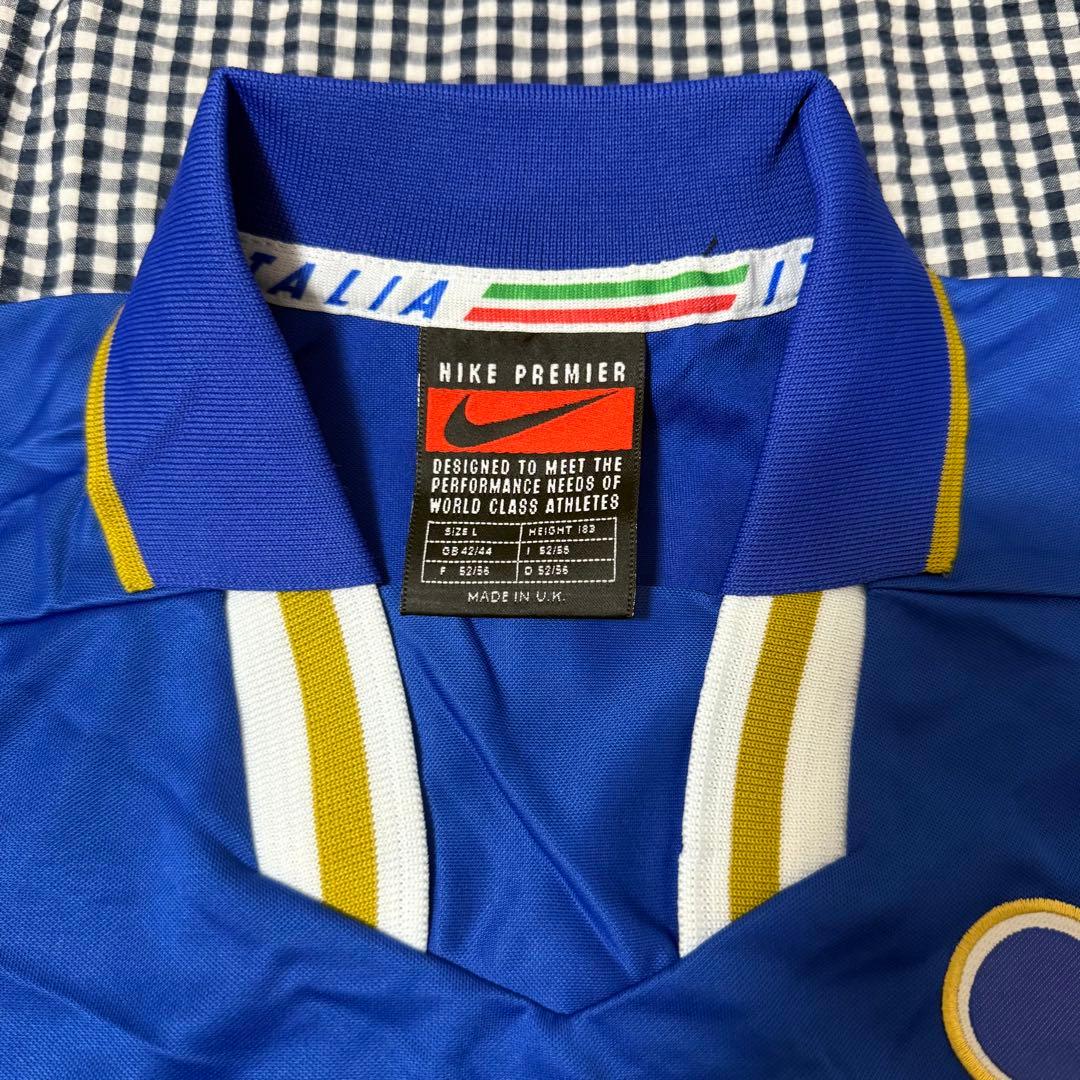 TALIA IT
NIKE PREMIER
DESIGNED TO MEET THE
PERFORMANCE NEEDS OF
WORLD CLASS ATHLETES
SIZE L HEIGHT 183
GB 42/44 I 52/56
F 52/56 D 52/56
MADE IN U.K.